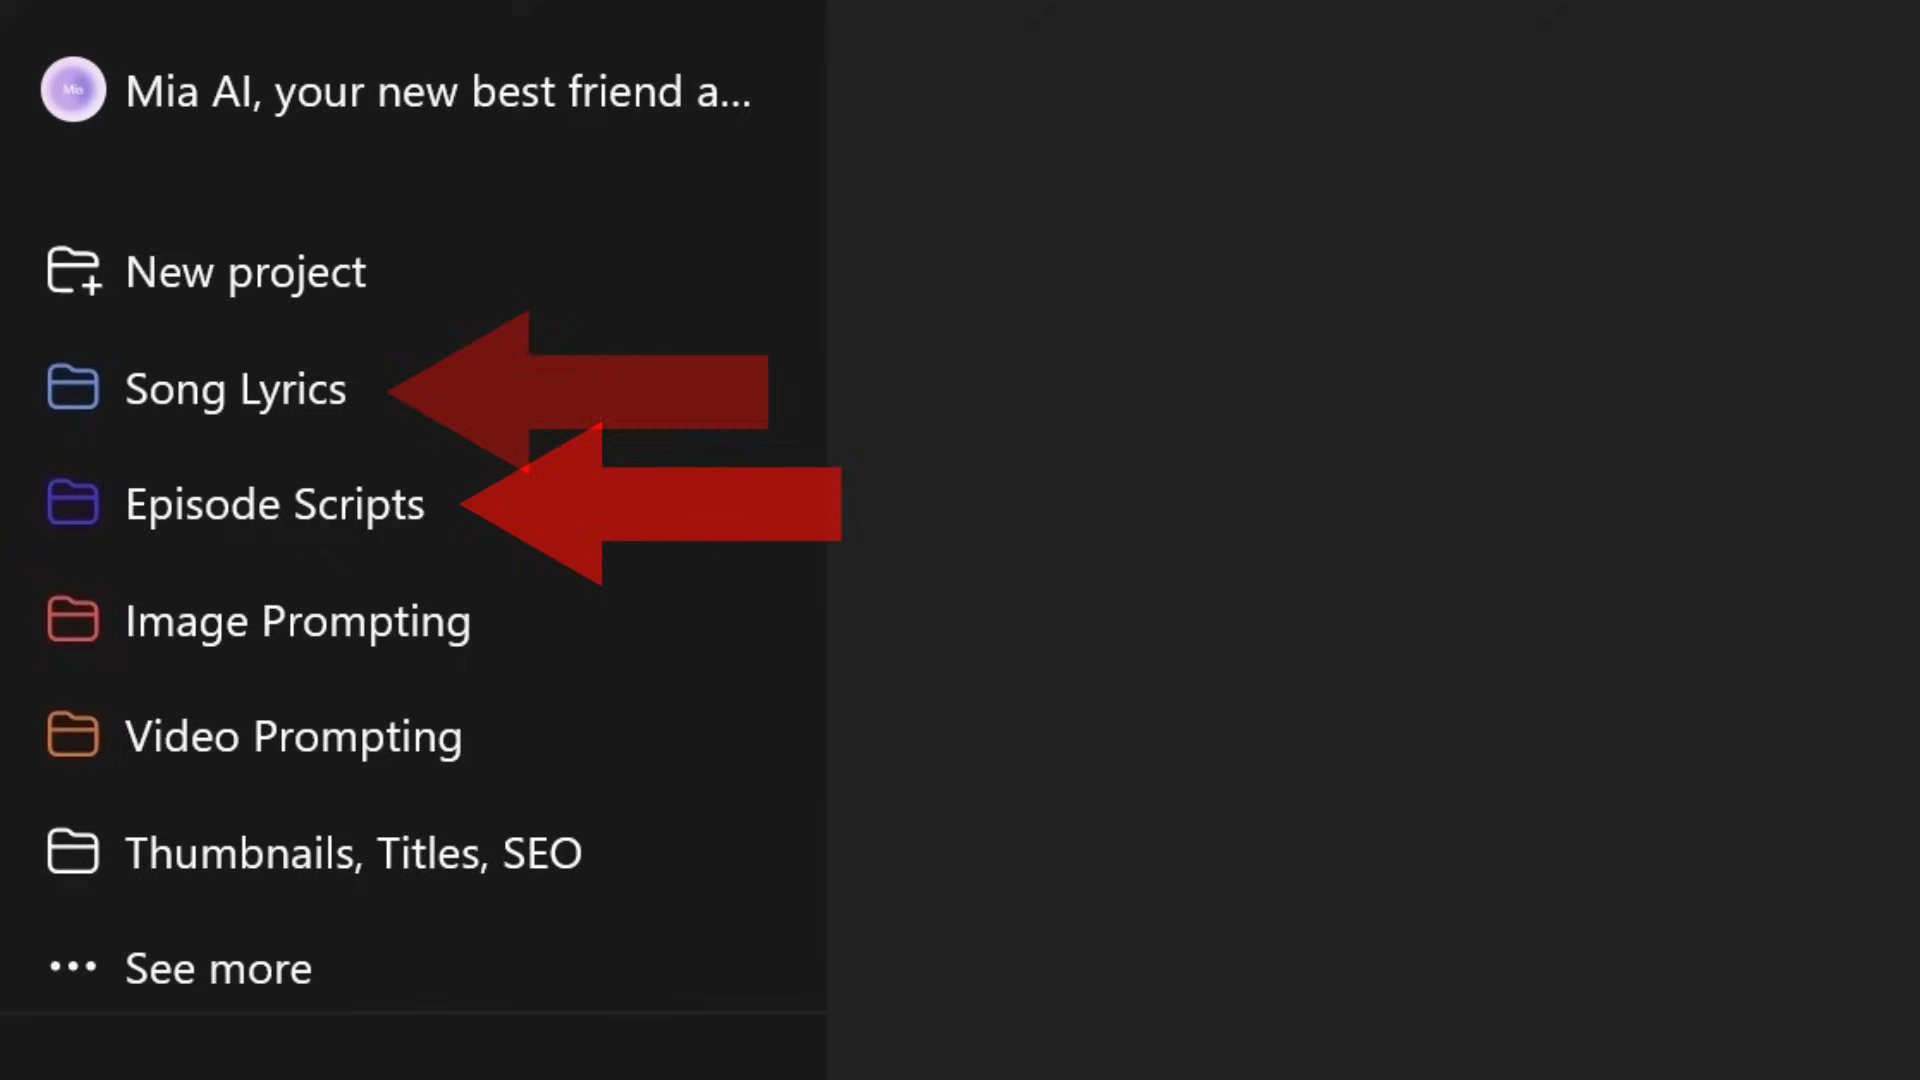 Mia
Mia AI, your new best friend a...
New project
Song Lyrics
Episode Scripts
Image Prompting
Video Prompting
Thumbnails, Titles, SEO
See more